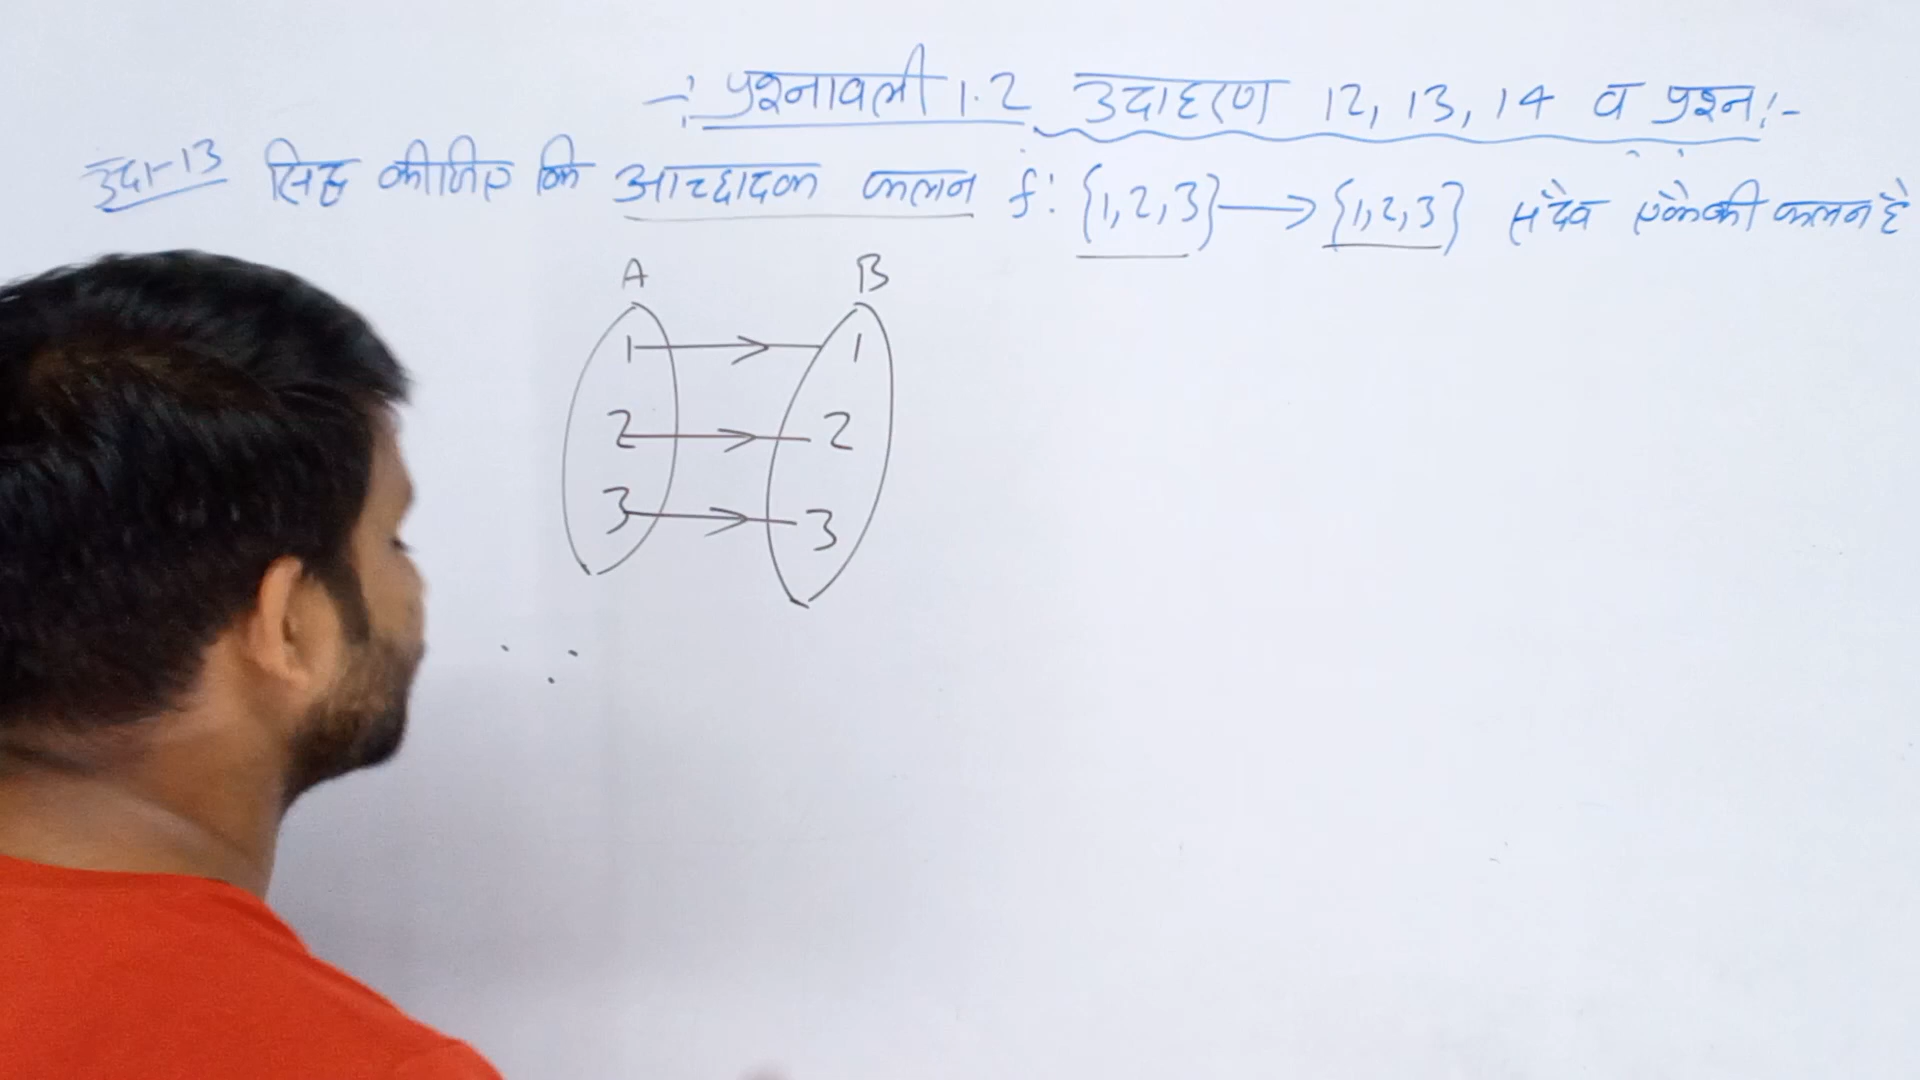 -: प्रश्नावली 1.2 उदाहरण 12, 13, 14 व प्रश्न:-
उदा-13 सिद्ध कीजिए कि आच्छादक फलन f: {1,2,3} → {1,2,3} सदैव एकैकी फलन है
A B
1 → 1
2 → 2
3 → 3
∴